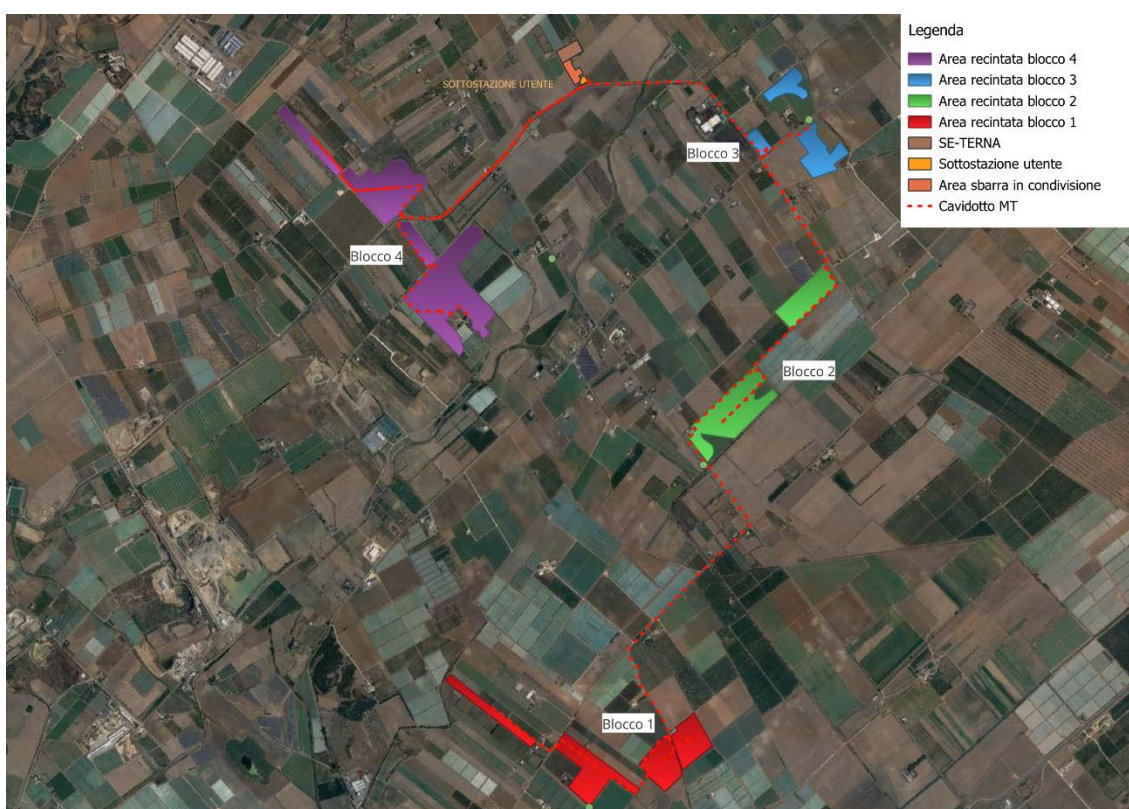 Legenda
Area recintata blocco 4
Area recintata blocco 3
Area recintata blocco 2
Area recintata blocco 1
SE-TERNA
Sottostazione utente
Area sbarra in condivisione
Cavidotto MT
SOTTOSTAZIONE UTENTE
Blocco 3
Blocco 4
Blocco 2
Blocco 1